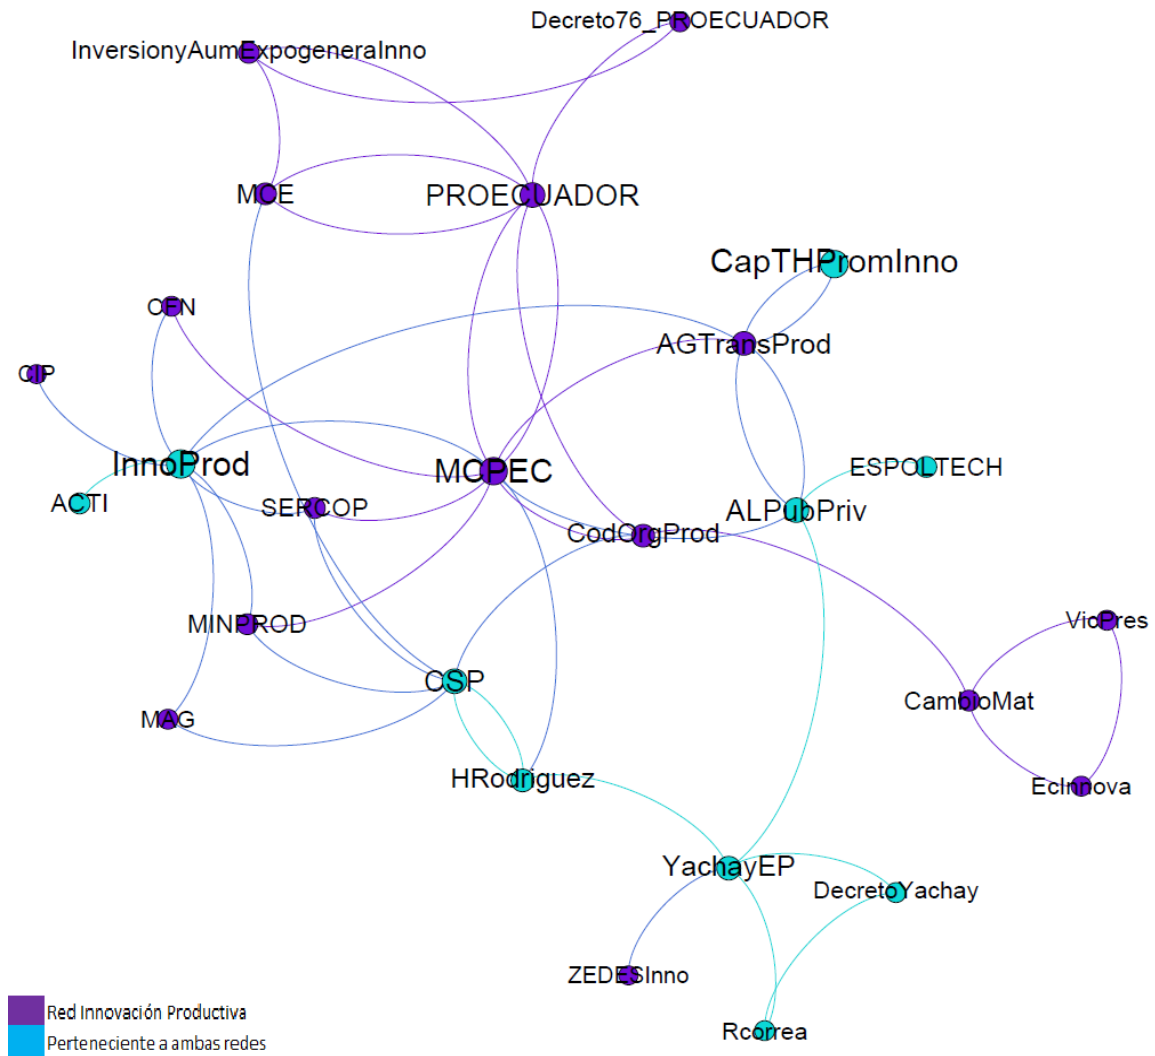 Decreto76_PROECUADOR
InversionyAumExpogeneraInno
MCE
PROECUADOR
CapTHPromInno
CFN
AGTransProd
CIP
InnoProd
MCPEC
ESPOLTECH
ACTI
SERCOP
ALPubPriv
CodOrgProd
MINPROD
VicPres
CSP
CambioMat
MAG
HRodriguez
EcInnova
YachayEP
DecretoYachay
ZEDESInno
Rcorrea
Red Innovación Productiva
Perteneciente a ambas redes